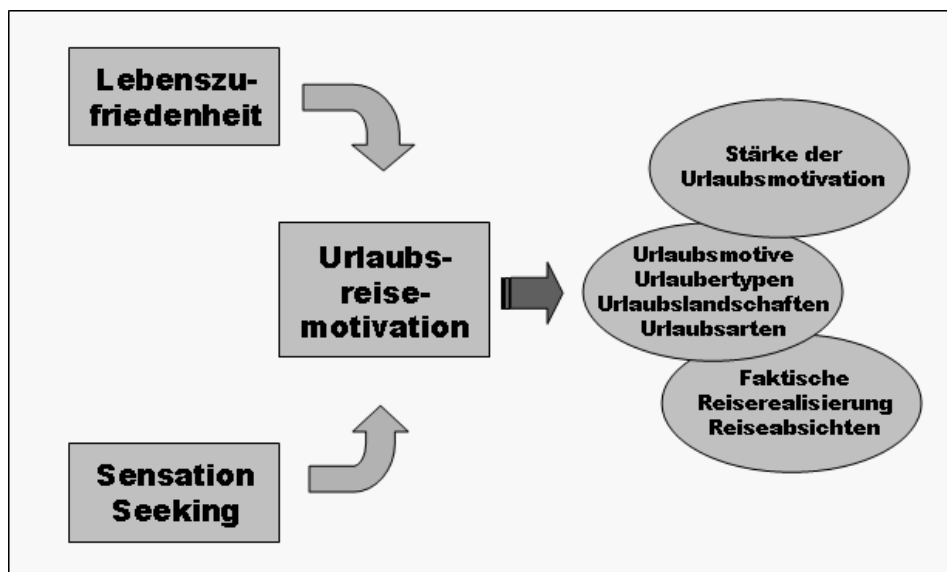 Lebenszu-
friedenheit
Stärke der
Urlaubsmotivation
Urlaubs-
reise-
motivation
Urlaubsmotive
Urlaubertypen
Urlaubslandschaften
Urlaubsarten
Faktische
Reiserealisierung
Reiseabsichten
Sensation
Seeking